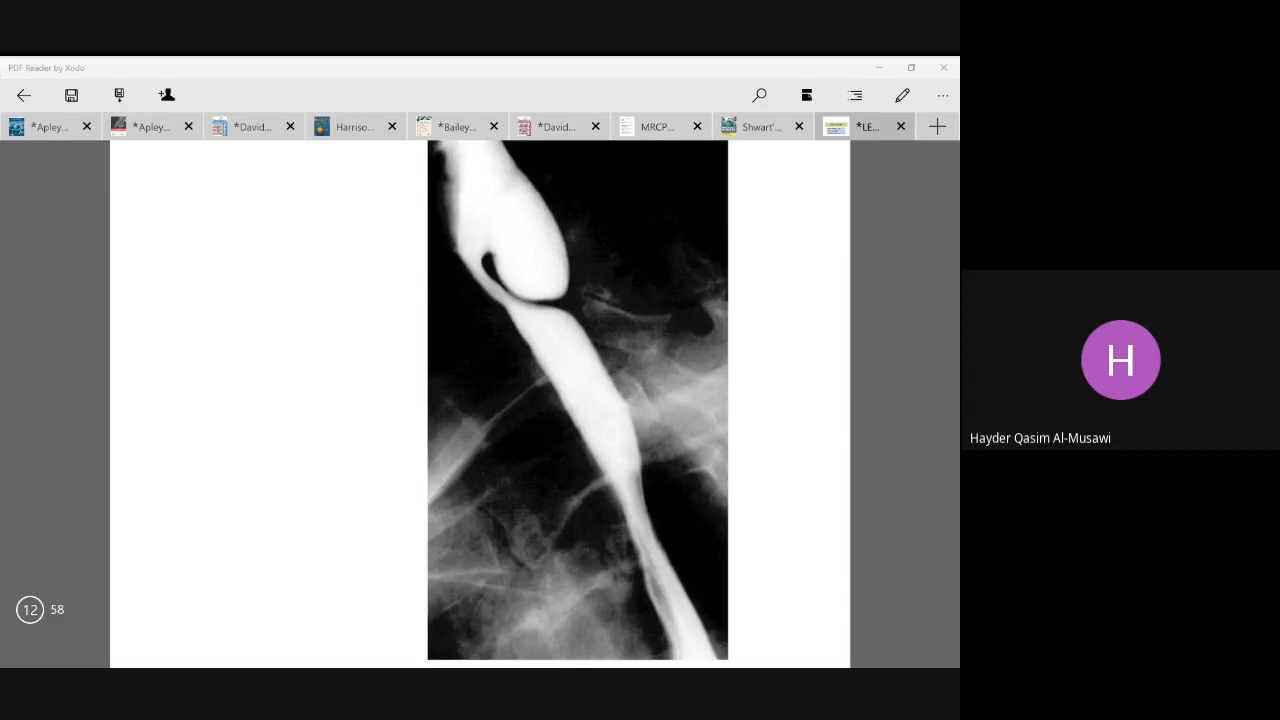 PDF Reader by Xodo
*Apley...
*Apley...
*David...
Harriso...
*Bailey...
*David...
MRCP...
Shwart'...
*LE...
H
Hayder Qasim Al-Musawi
12 58